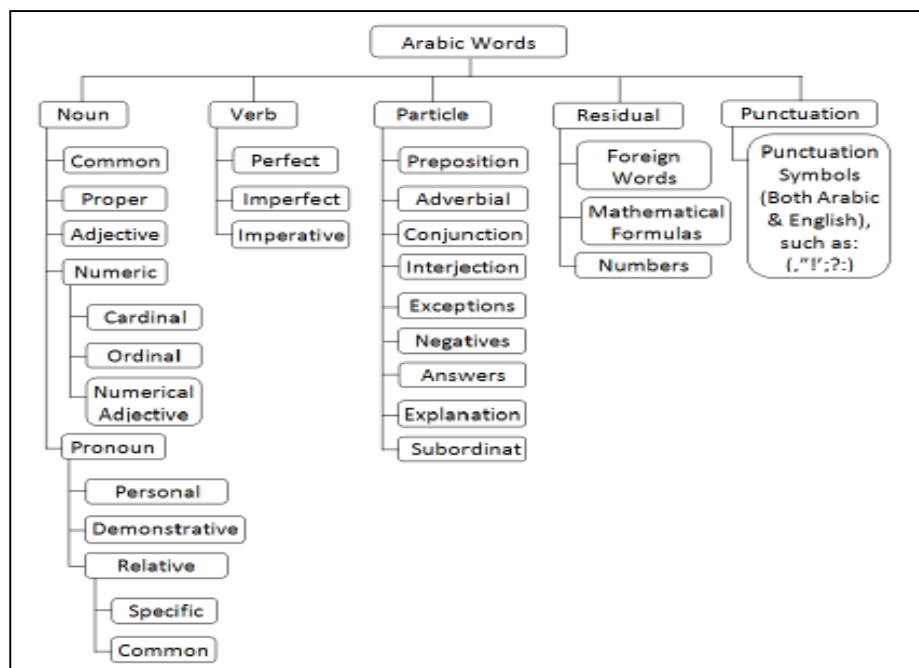 Arabic Words
Noun
Common
Proper
Adjective
Numeric
Cardinal
Ordinal
Numerical
Adjective
Pronoun
Personal
Demonstrative
Relative
Specific
Common
Verb
Perfect
Imperfect
Imperative
Particle
Preposition
Adverbial
Conjunction
Interjection
Exceptions
Negatives
Answers
Explanation
Subordinat
Residual
Foreign
Words
Mathematical
Formulas
Numbers
Punctuation
Punctuation
Symbols
(Both Arabic
& English),
such as:
(,”!’;?:)